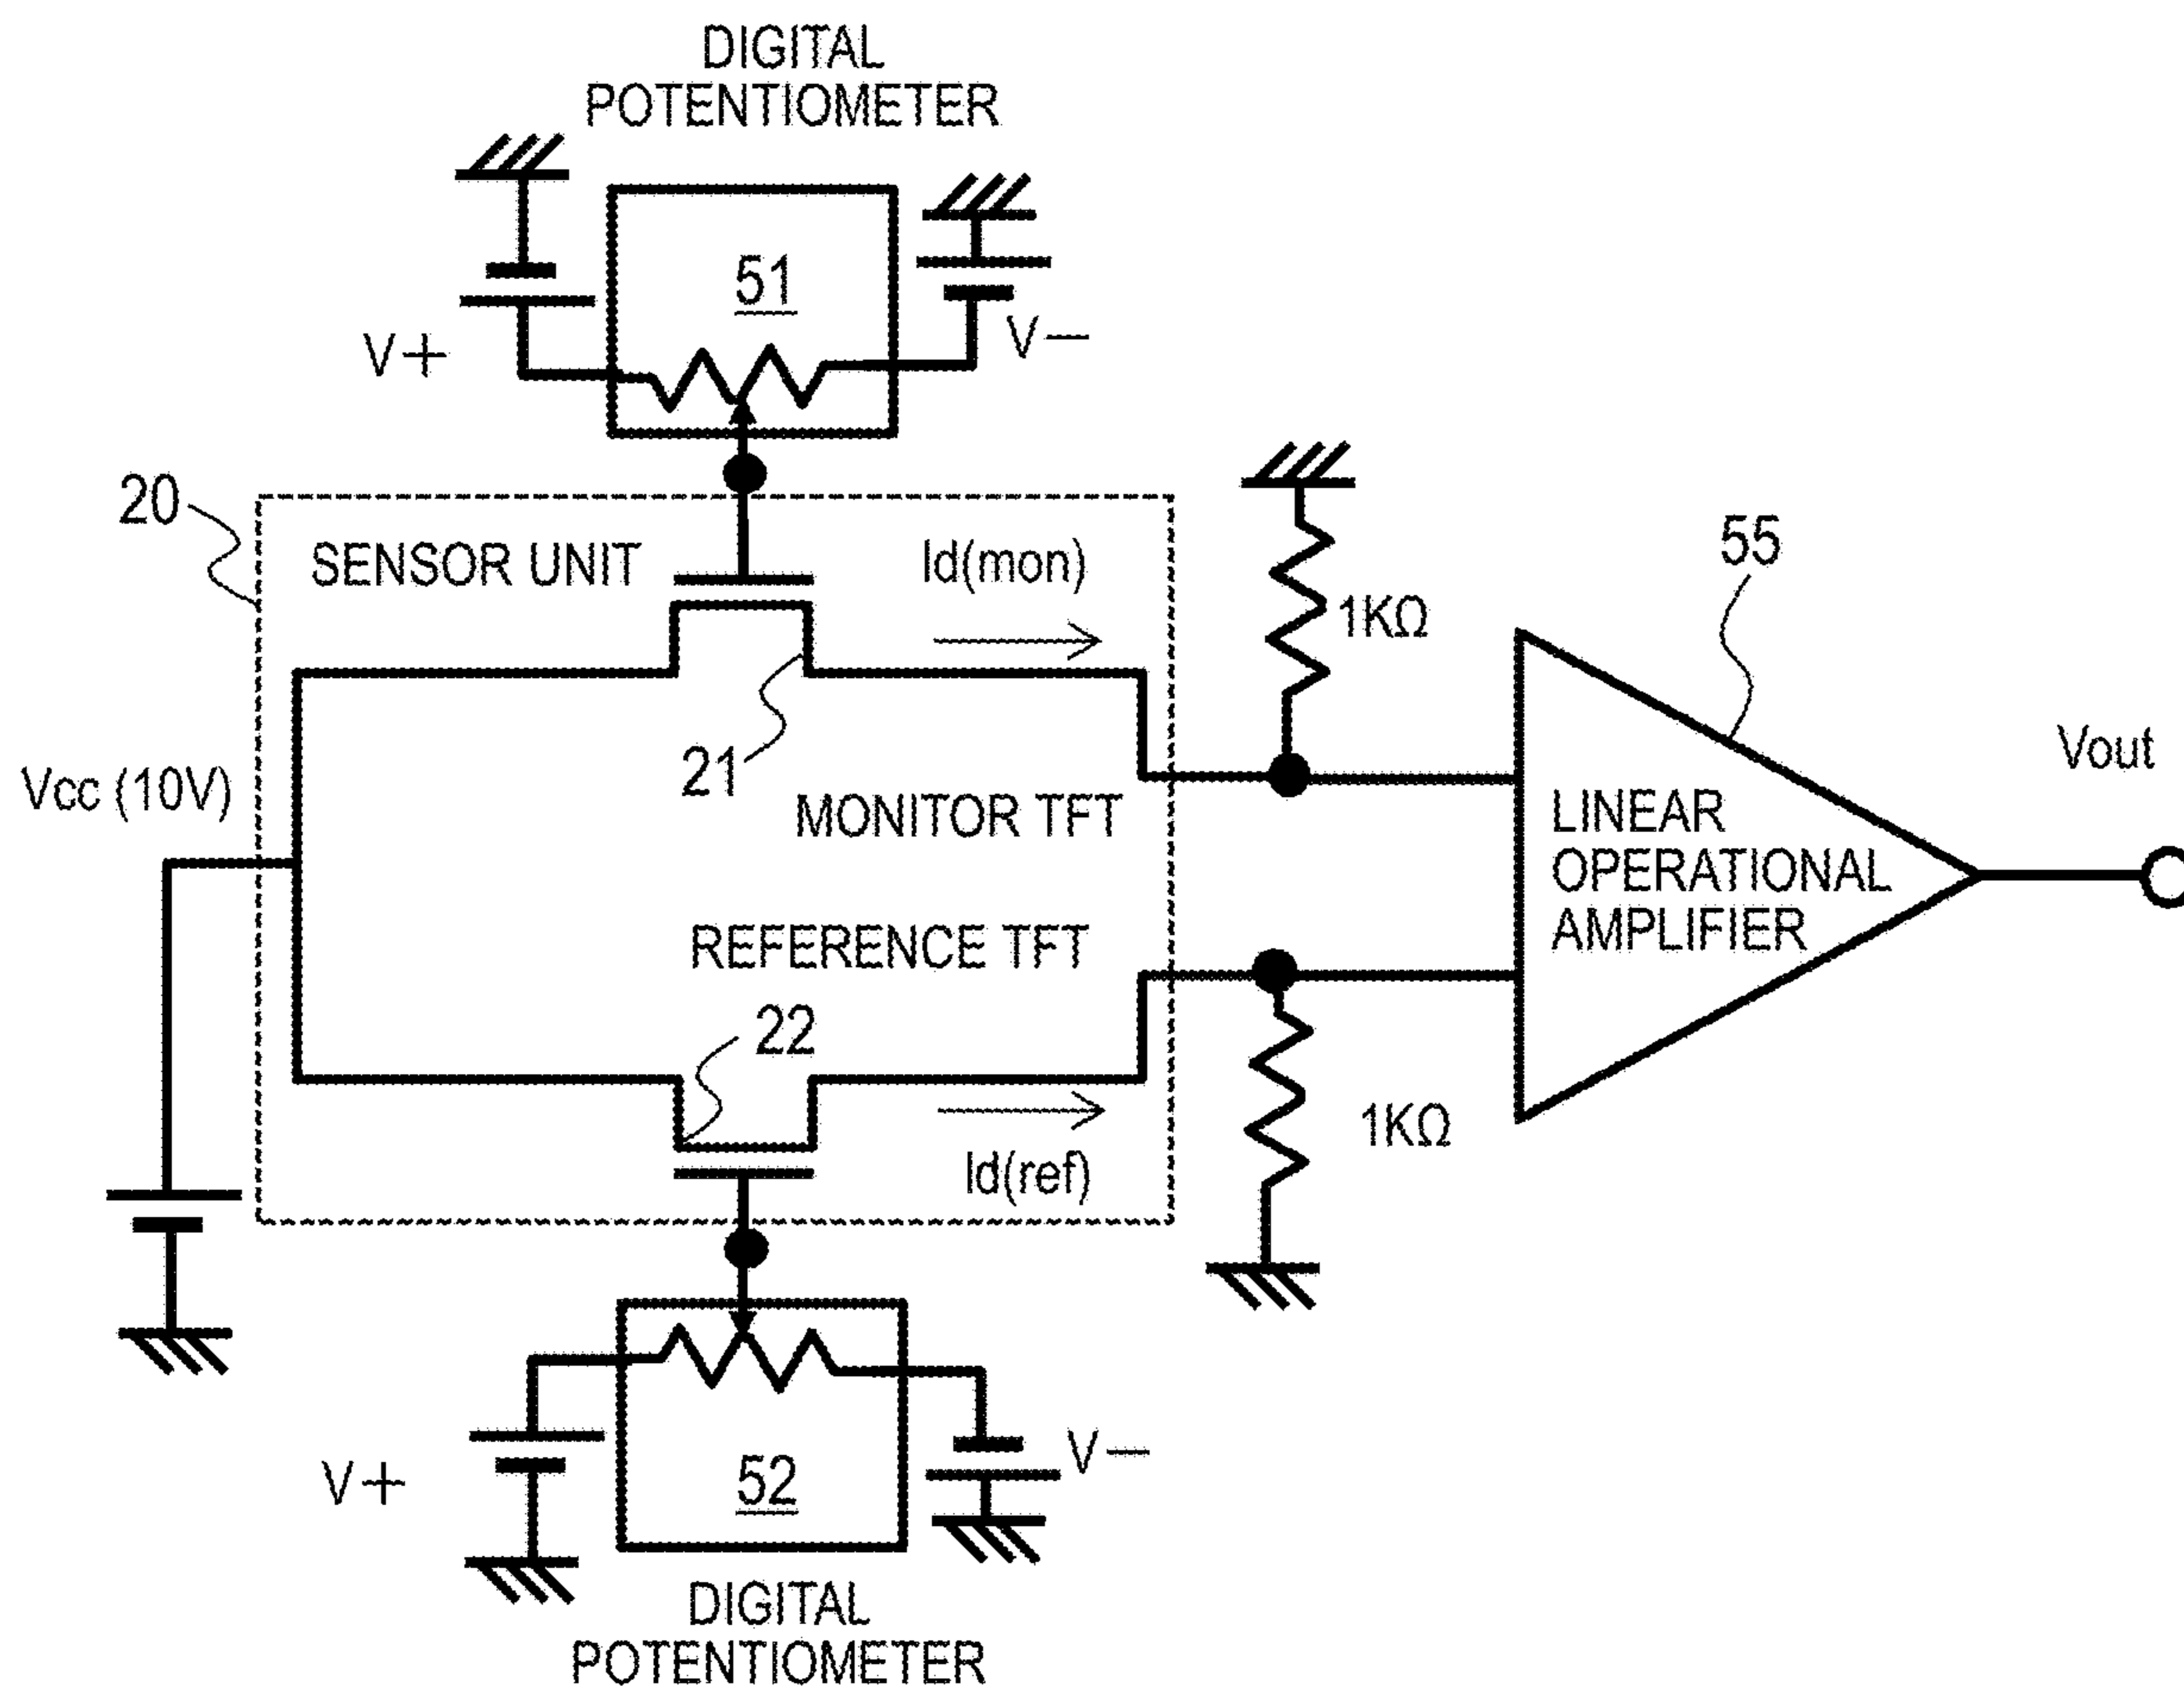 DIGITAL
POTENTIOMETER
51
V+
V−
20
SENSOR UNIT
Id(mon)
1KΩ
55
21
MONITOR TFT
Vcc (10V)
Vout
LINEAR
OPERATIONAL
AMPLIFIER
REFERENCE TFT
22
Id(ref)
1KΩ
V+
52
V−
DIGITAL
POTENTIOMETER